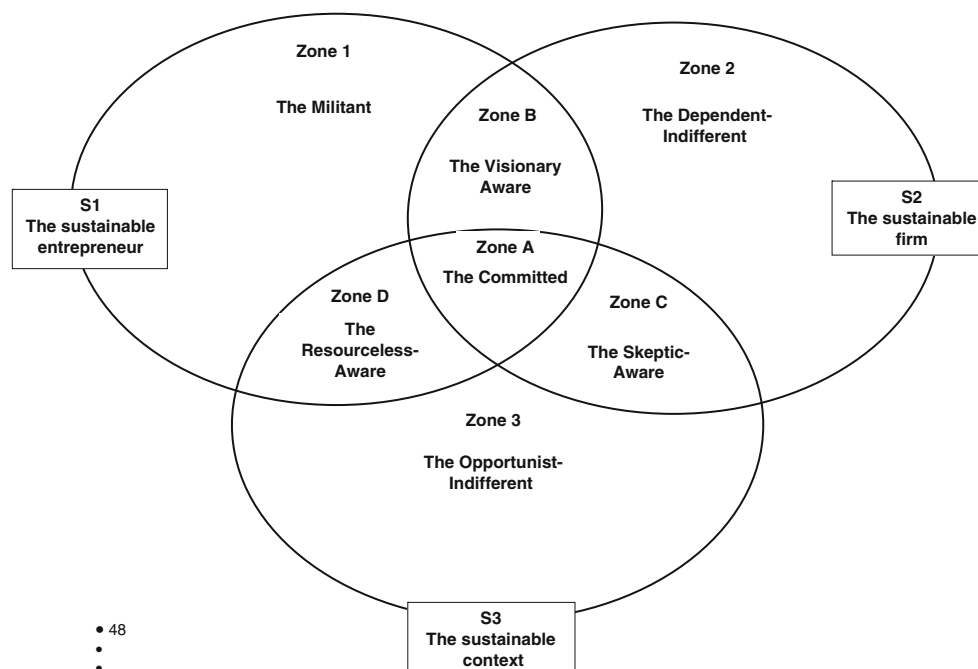 Zone 1
The Militant
Zone 2
The Dependent-
Indifferent
Zone B
The Visionary
Aware
S1
The sustainable
entrepreneur
S2
The sustainable
firm
Zone A
The Committed
Zone D
The
Resourceless-
Aware
Zone C
The Skeptic-
Aware
Zone 3
The Opportunist-
Indifferent
S3
The sustainable
context
• 48
•
•